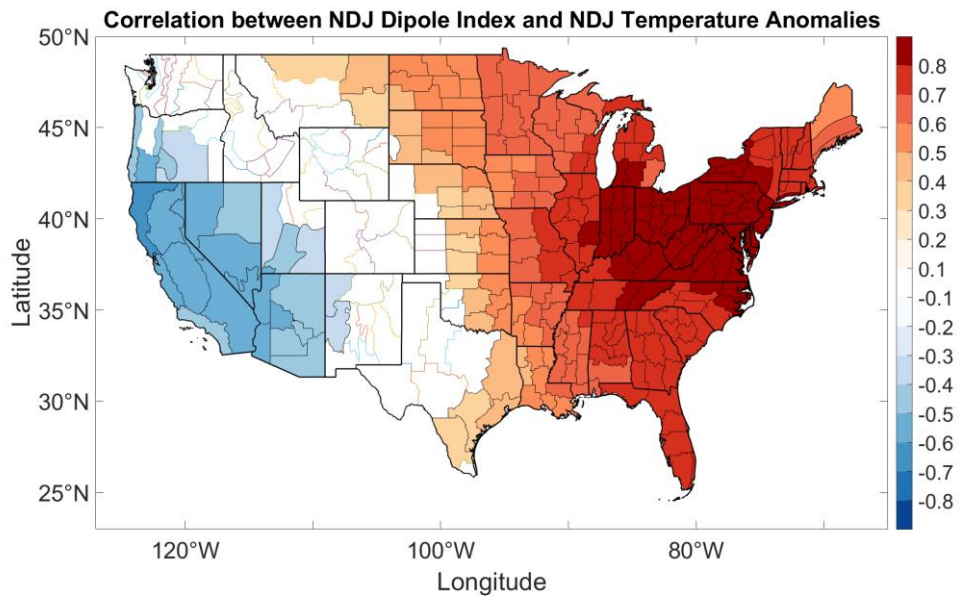 Correlation between NDJ Dipole Index and NDJ Temperature Anomalies
50°N
45°N
40°N
35°N
30°N
25°N
Latitude
120°W
100°W
80°W
Longitude
0.8
0.7
0.6
0.5
0.4
0.3
0.2
0.1
-0.1
-0.2
-0.3
-0.4
-0.5
-0.6
-0.7
-0.8